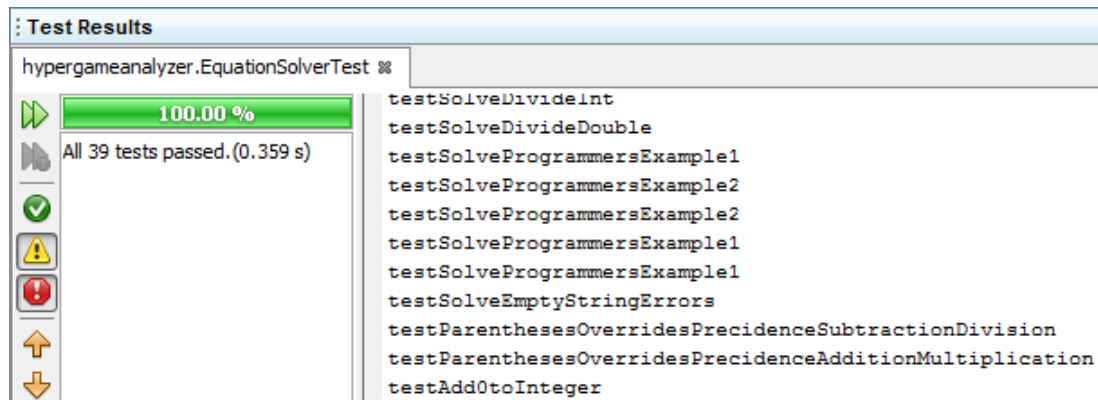 Test Results
hypergameanalyzer.EquationSolverTest
100.00 %
All 39 tests passed.(0.359 s)
testSolveDivideInt
testSolveDivideDouble
testSolveProgrammersExample1
testSolveProgrammersExample2
testSolveProgrammersExample2
testSolveProgrammersExample1
testSolveProgrammersExample1
testSolveEmptyStringErrors
testParenthesesOverridesPrecidenceSubtractionDivision
testParenthesesOverridesPrecidenceAdditionMultiplication
testAdd0toInteger